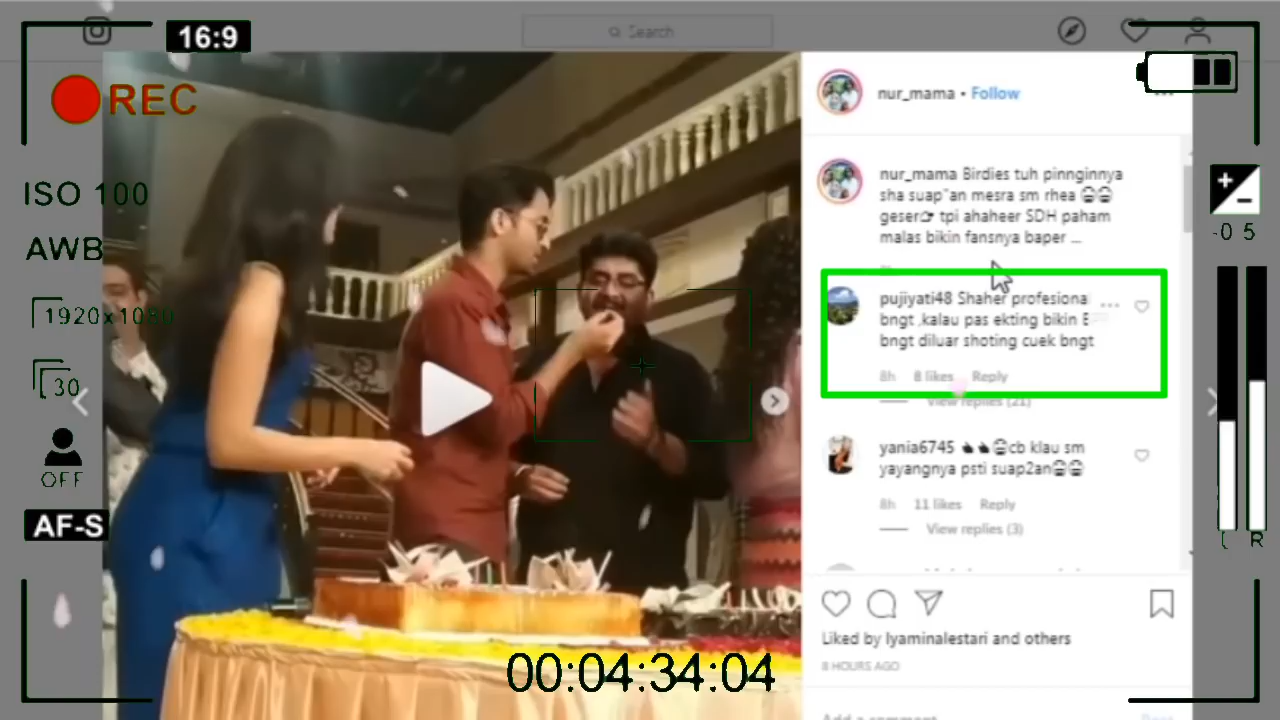 16:9
Search
REC
nur_mama • Follow
ISO 100
AWB
1920x1080
30
OFF
AF-S
-0 5
R
nur_mama Birdies tuh pinnginnya
sha suap"an mesra sm rhea
geser tpi ahaheer SDH paham
malas bikin fansnya baper ...
pujiyati48 Shaher profesional
bngt ,kalau pas ekting bikin
bngt diluar shoting cuek bngt
8h 8 likes Reply
View replies (21)
yania6745 cb klau sm
yayangnya psti suap2an
8h 11 likes Reply
View replies (3)
Liked by lyaminalestari and others
8 HOURS AGO
Add a comment...
Post
00:04:34:04